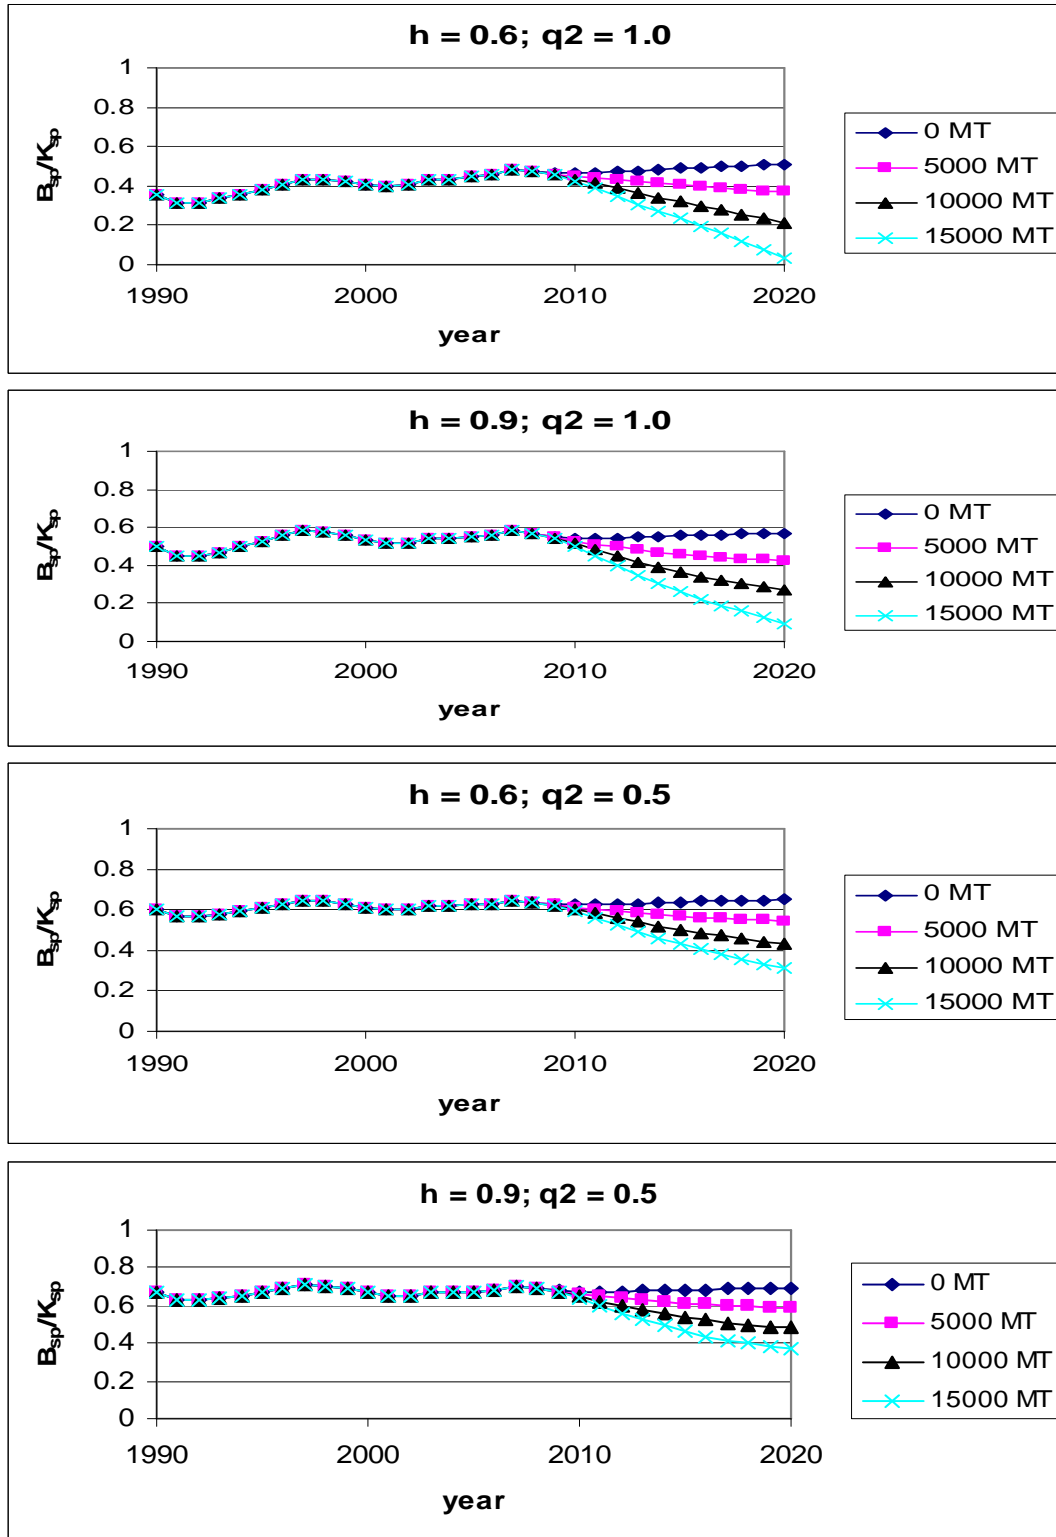 h = 0.6; q2 = 1.0
1
0.8
0.6
0.4
0.2
0
Bsp/Ksp
1990 2000 2010 2020
year
0 MT
5000 MT
10000 MT
15000 MT
h = 0.9; q2 = 1.0
1
0.8
0.6
0.4
0.2
0
Bsp/Ksp
1990 2000 2010 2020
year
0 MT
5000 MT
10000 MT
15000 MT
h = 0.6; q2 = 0.5
1
0.8
0.6
0.4
0.2
0
Bsp/Ksp
1990 2000 2010 2020
year
0 MT
5000 MT
10000 MT
15000 MT
h = 0.9; q2 = 0.5
1
0.8
0.6
0.4
0.2
0
Bsp/Ksp
1990 2000 2010 2020
year
0 MT
5000 MT
10000 MT
15000 MT